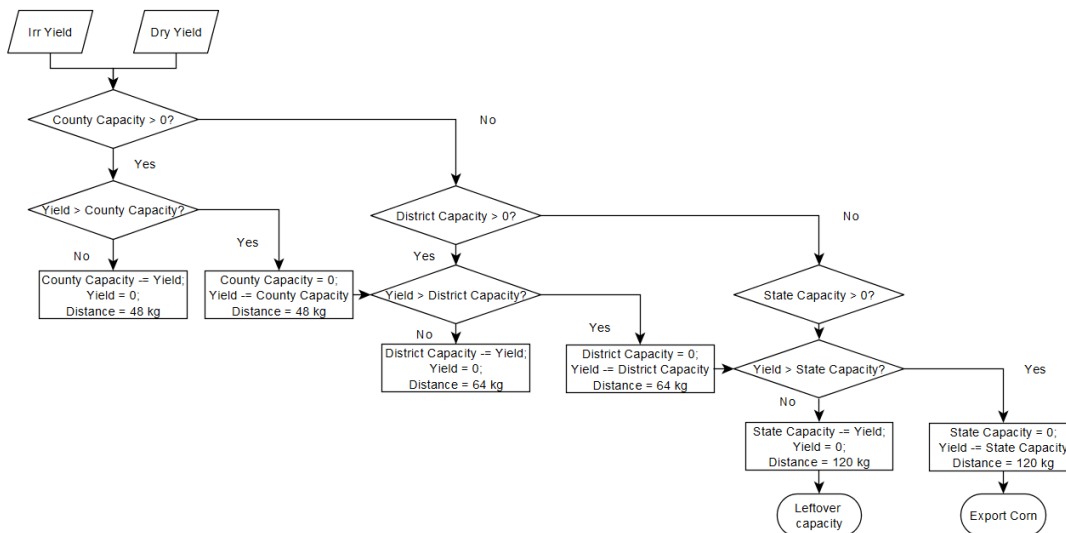 Irr Yield
Dry Yield
County Capacity > 0?
No
Yes
Yield > County Capacity?
District Capacity > 0?
No
Yes
No
Yes
County Capacity -= Yield;
Yield = 0;
Distance = 48 kg
County Capacity = 0;
Yield -= County Capacity
Distance = 48 kg
Yield > District Capacity?
State Capacity > 0?
No
Yes
District Capacity -= Yield;
Yield = 0;
Distance = 64 kg
District Capacity = 0;
Yield -= District Capacity
Distance = 64 kg
Yield > State Capacity?
Yes
No
State Capacity -= Yield;
Yield = 0;
Distance = 120 kg
State Capacity = 0;
Yield -= State Capacity
Distance = 120 kg
Leftover
capacity
Export Corn